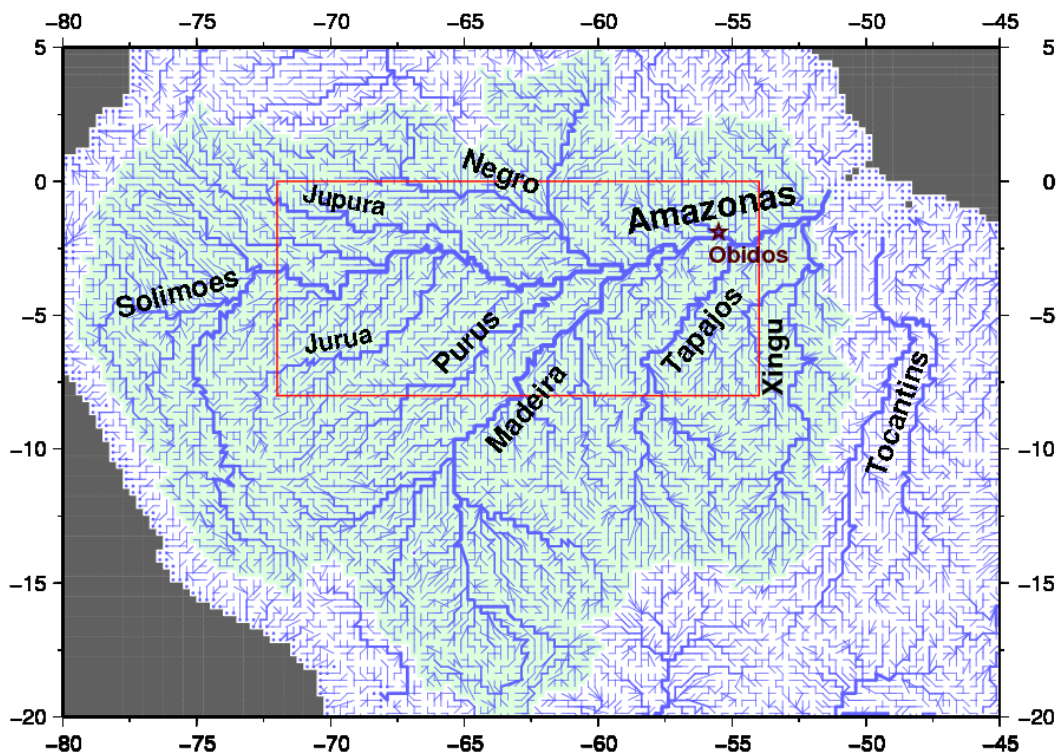 −80 −75 −70 −65 −60 −55 −50 −45
5 5
Negro
0 0
Jupura
Amazonas
Obidos
Solimoes
−5 −5
Jurua
Purus
Tapajos
Xingu
Madeira
Tocantins
−10 −10
−15 −15
−20 −20
−80 −75 −70 −65 −60 −55 −50 −45